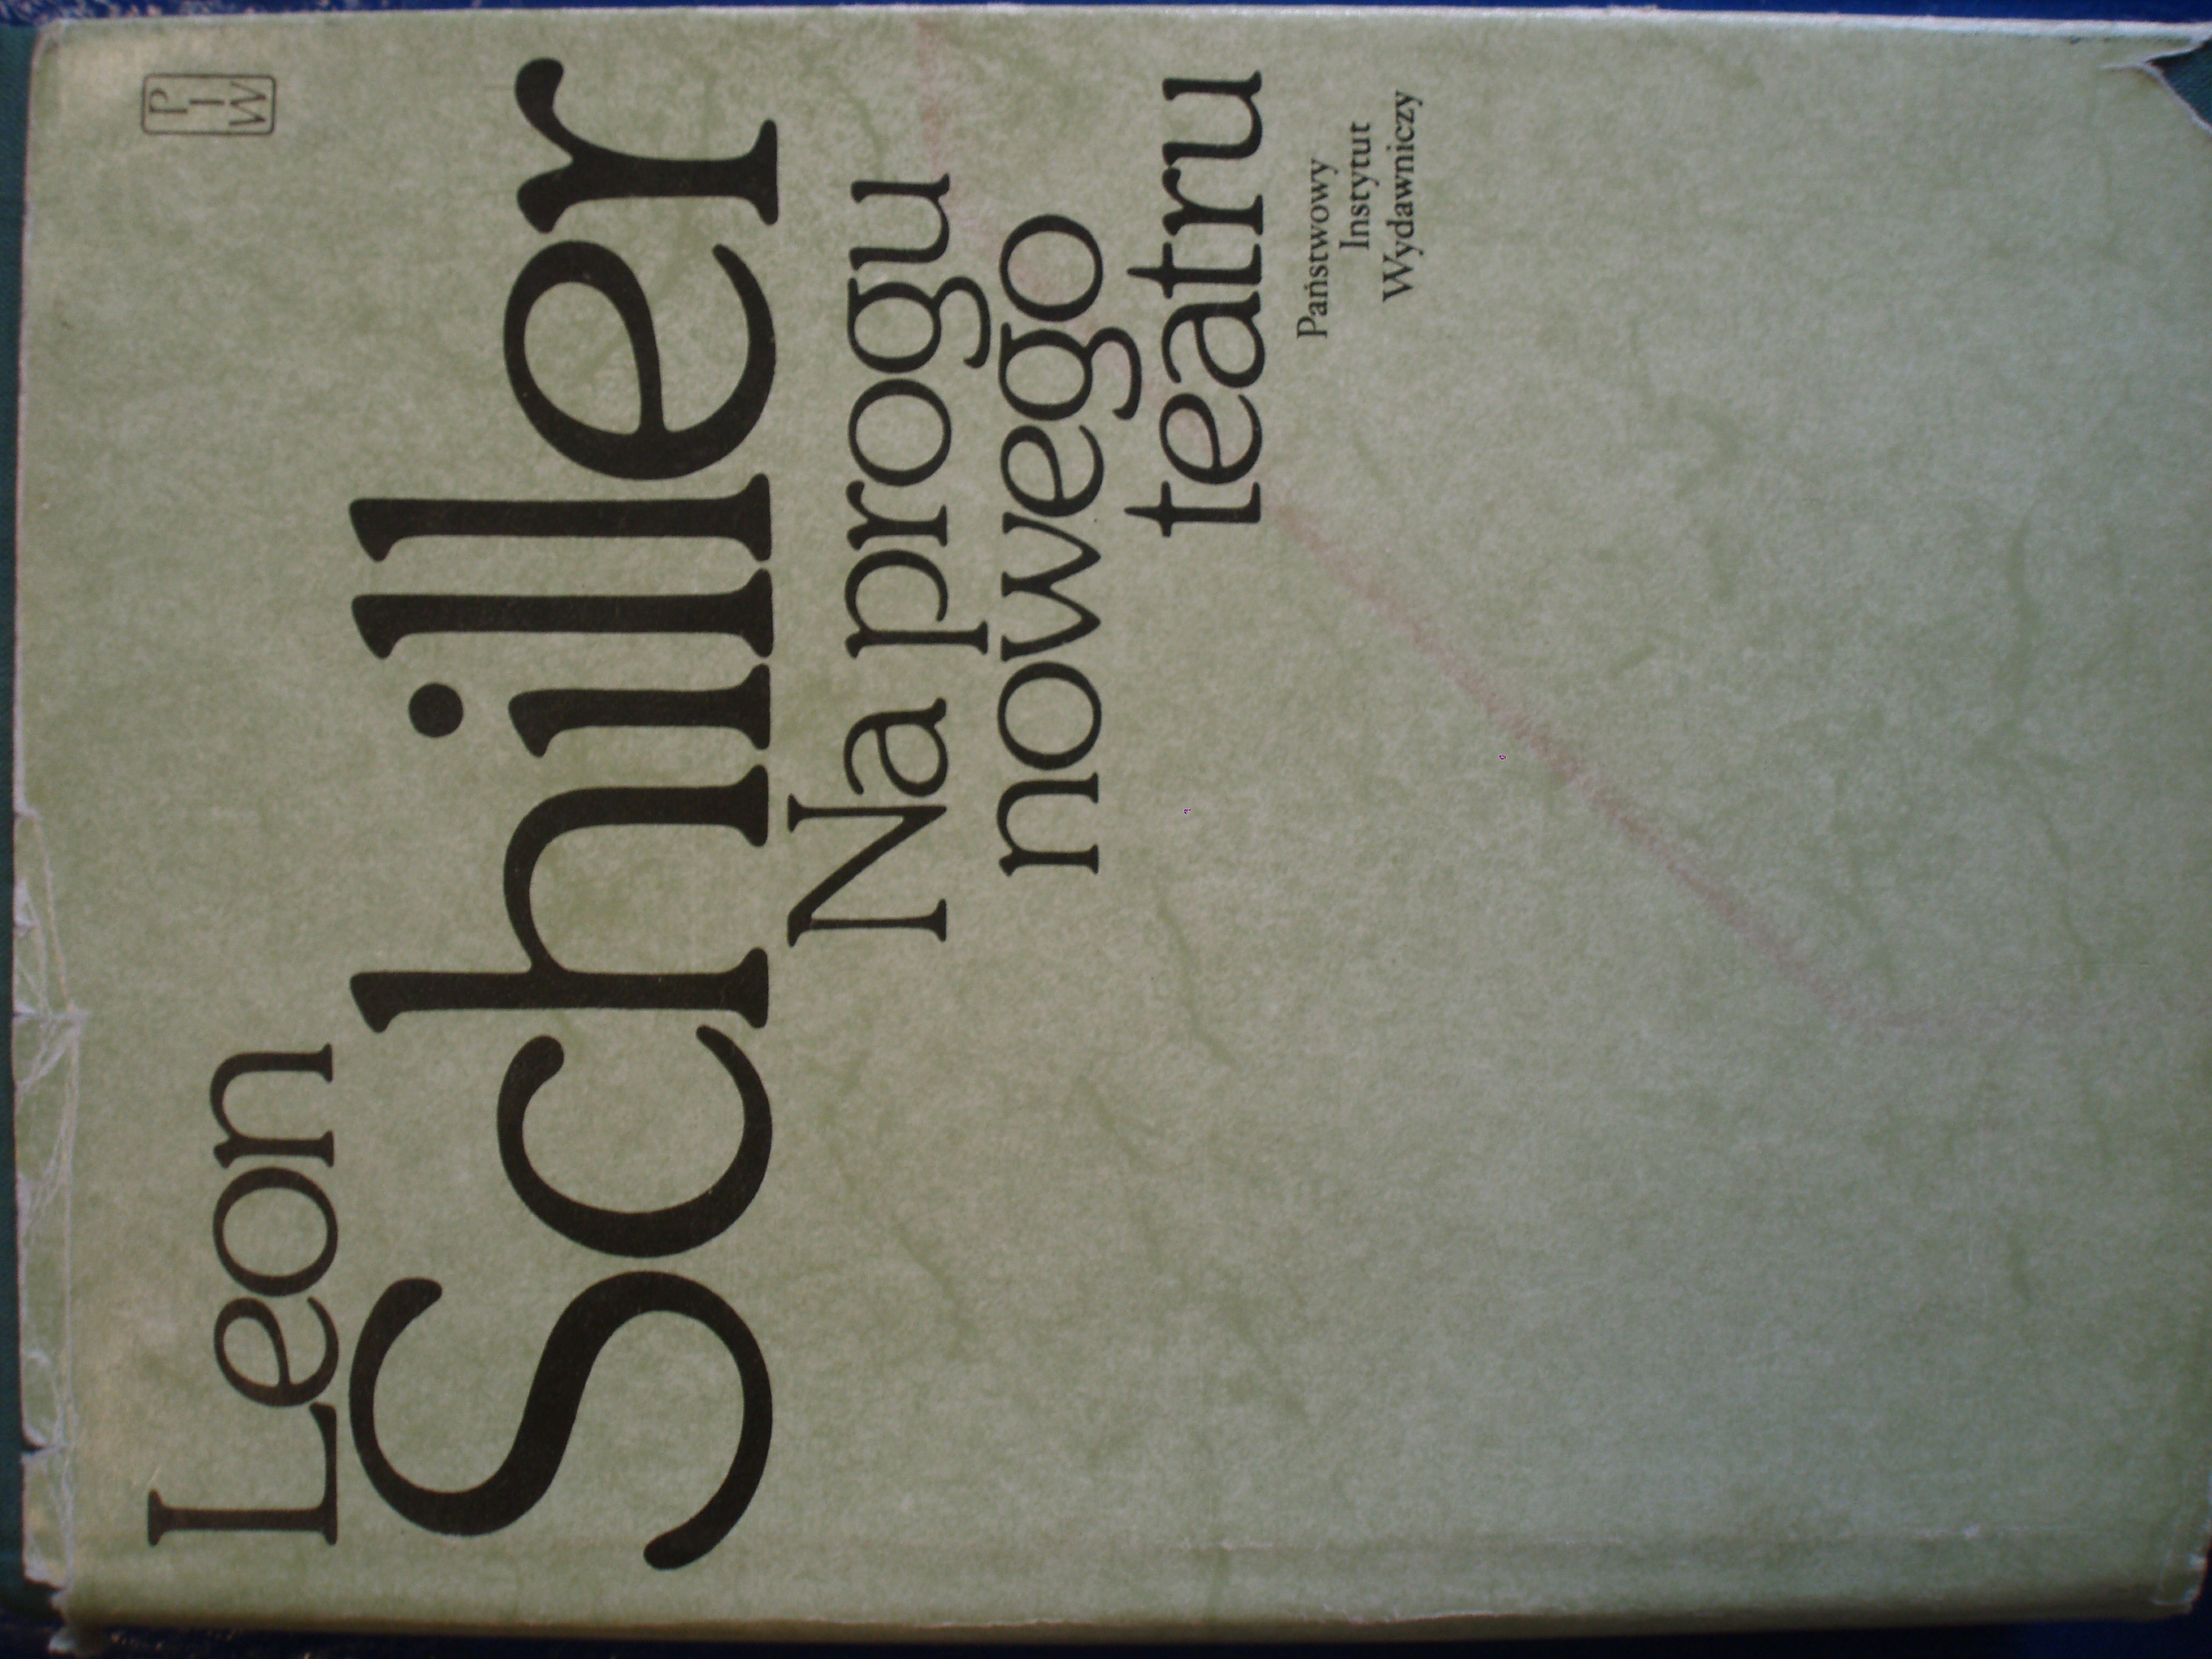 PIW
Leon
Schiller
Na progu
nowego
teatru
Państwowy
Instytut
Wydawniczy